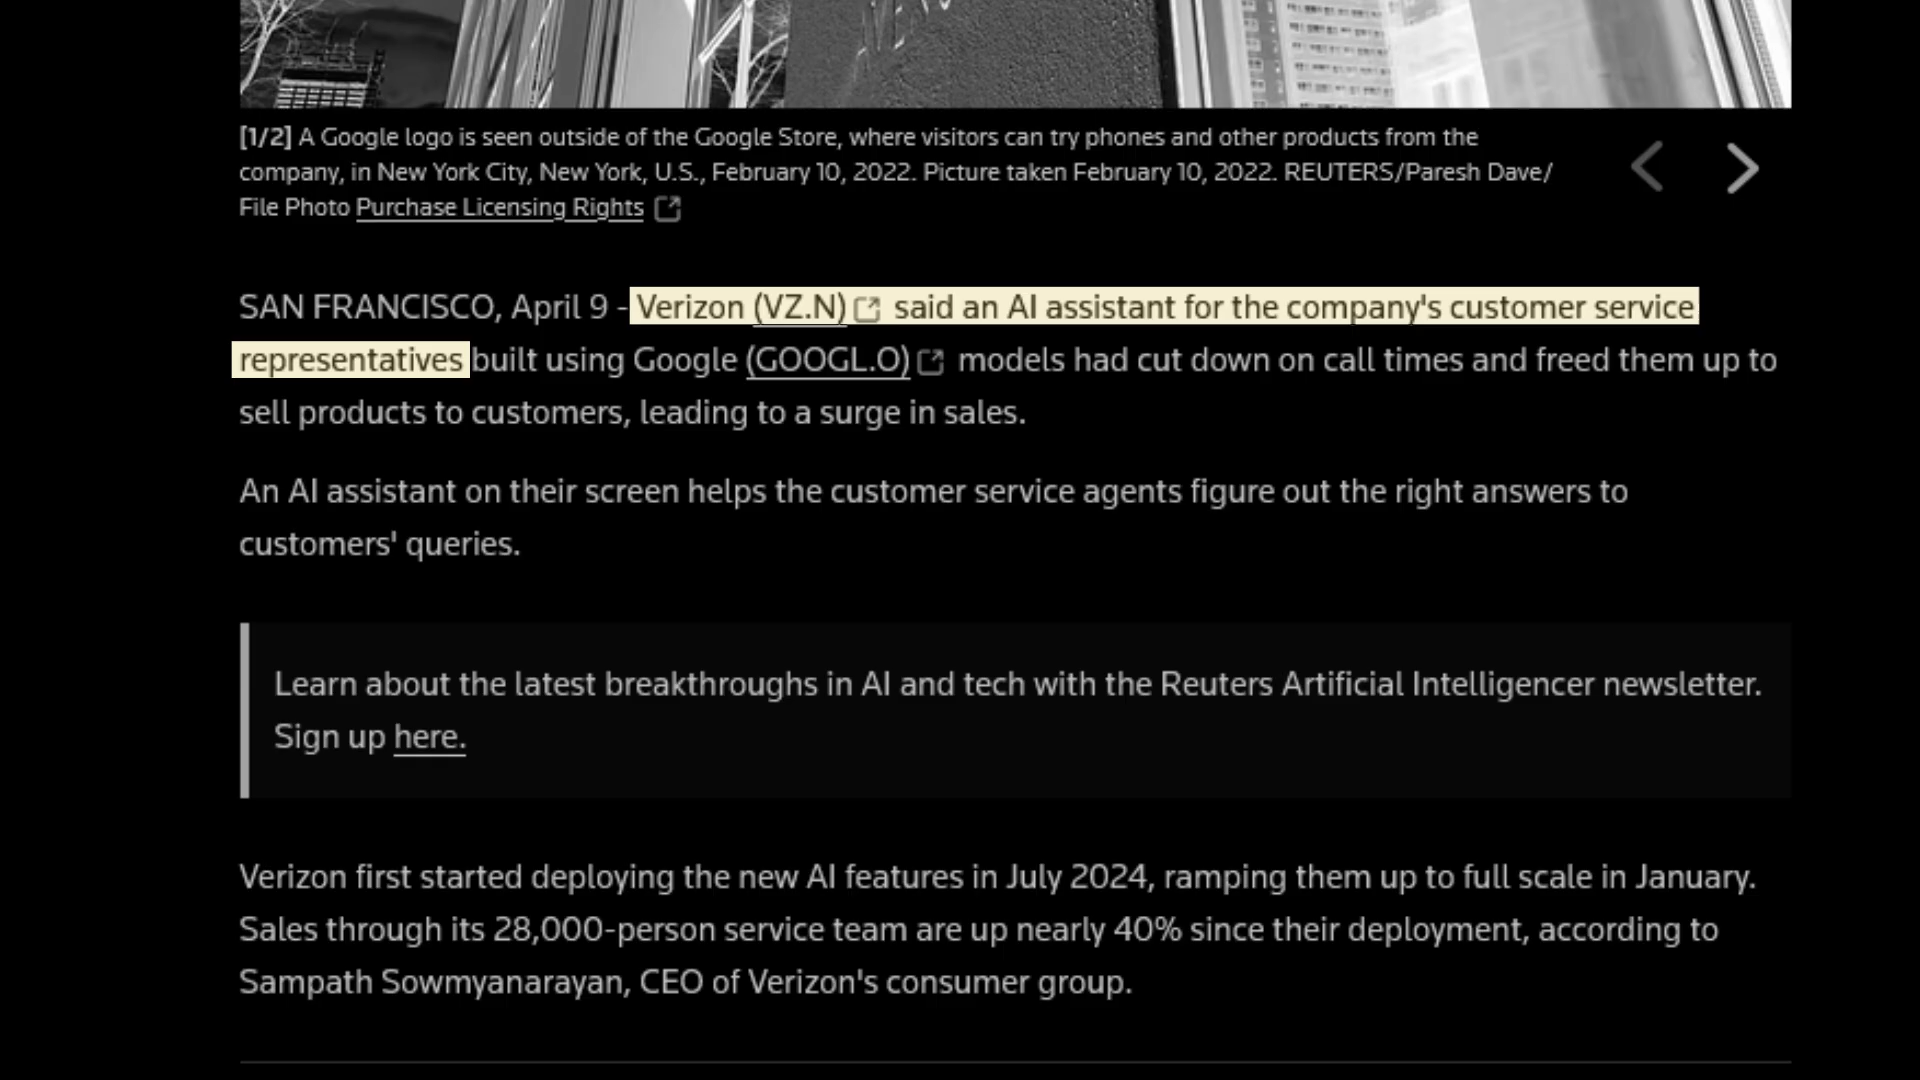 [1/2] A Google logo is seen outside of the Google Store, where visitors can try phones and other products from the
company, in New York City, New York, U.S., February 10, 2022. Picture taken February 10, 2022. REUTERS/Paresh Dave/
File Photo Purchase Licensing Rights
SAN FRANCISCO, April 9 - Verizon (VZ.N) said an AI assistant for the company's customer service
representatives built using Google (GOOGL.O) models had cut down on call times and freed them up to
sell products to customers, leading to a surge in sales.
An AI assistant on their screen helps the customer service agents figure out the right answers to
customers' queries.
Learn about the latest breakthroughs in AI and tech with the Reuters Artificial Intelligencer newsletter.
Sign up here.
Verizon first started deploying the new AI features in July 2024, ramping them up to full scale in January.
Sales through its 28,000-person service team are up nearly 40% since their deployment, according to
Sampath Sowmyanarayan, CEO of Verizon's consumer group.